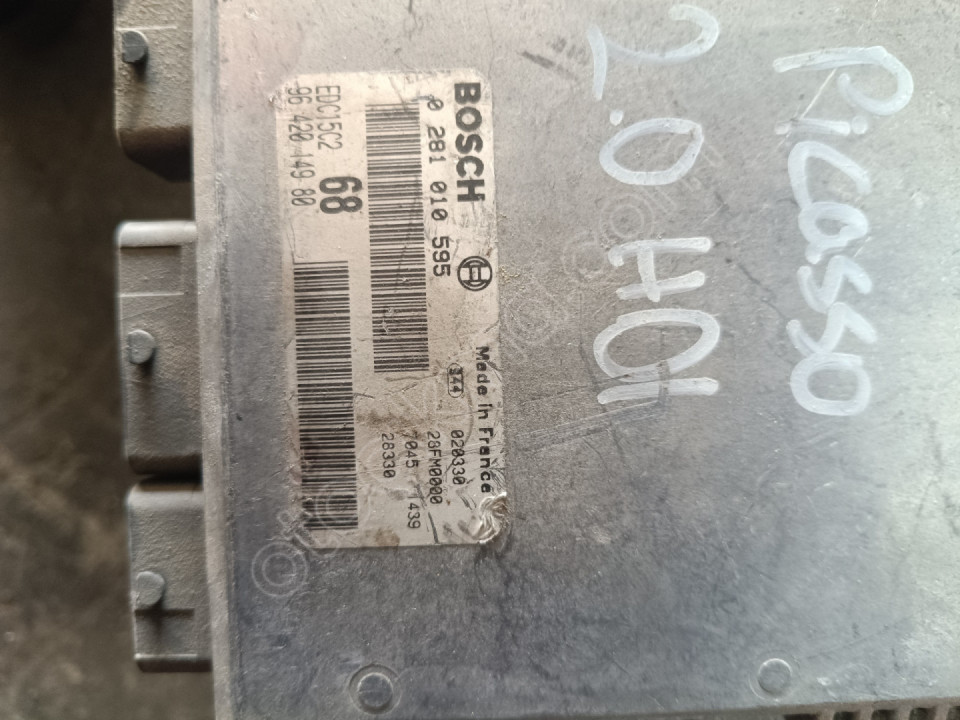 Picasso
2.0 HDI
BOSCH
0 281 010 595
EDC15C2
68
96 420 149 80
Made in France
344
020330
28FM0000
7045 1439
28330